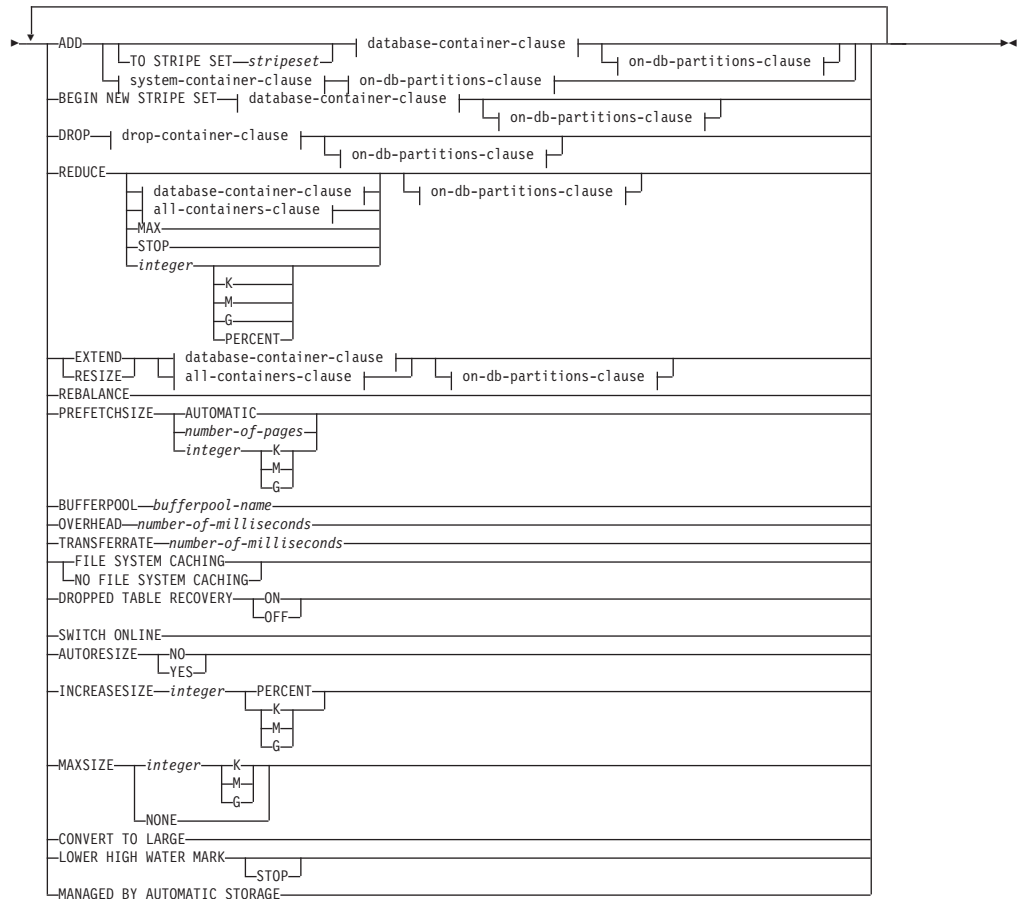 ADD database-container-clause
TO STRIPE SET stripeset on-db-partitions-clause
system-container-clause on-db-partitions-clause
BEGIN NEW STRIPE SET database-container-clause
on-db-partitions-clause
DROP drop-container-clause
on-db-partitions-clause
REDUCE
database-container-clause on-db-partitions-clause
all-containers-clause
MAX
STOP
integer
K
M
G
PERCENT
EXTEND database-container-clause
RESIZE all-containers-clause on-db-partitions-clause
REBALANCE
PREFETCHSIZE AUTOMATIC
number-of-pages
integer K
M
G
BUFFERPOOL bufferpool-name
OVERHEAD number-of-milliseconds
TRANSFERRATE number-of-milliseconds
FILE SYSTEM CACHING
NO FILE SYSTEM CACHING
DROPPED TABLE RECOVERY ON
OFF
SWITCH ONLINE
AUTORESIZE NO
YES
INCREASESIZE integer PERCENT
K
M
G
MAXSIZE integer K
M
G
NONE
CONVERT TO LARGE
LOWER HIGH WATER MARK
STOP
MANAGED BY AUTOMATIC STORAGE